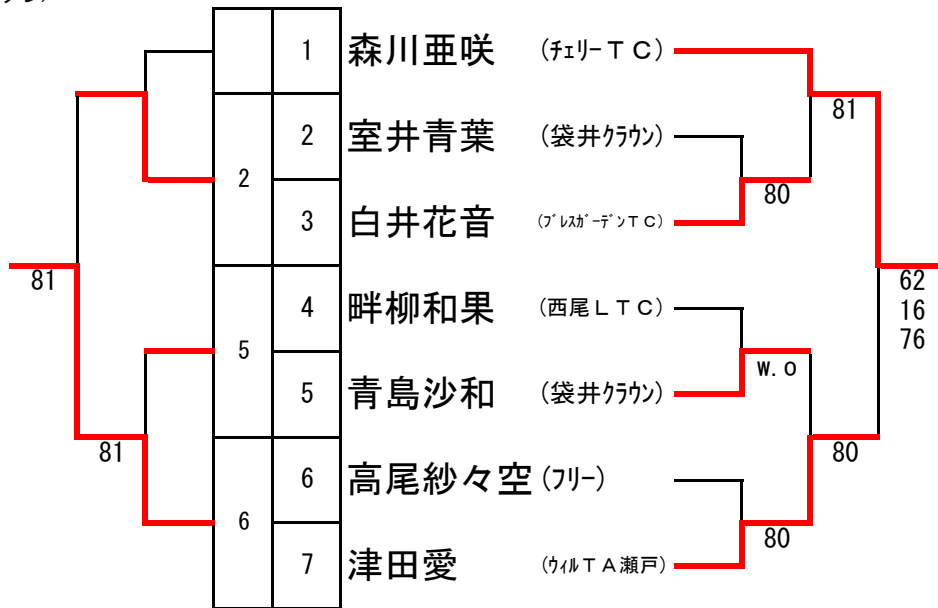 1 森川亜咲 (チェリーTC)
81
2 室井青葉 (袋井クラウン)
2
80
3 白井花音 (ブレスガーデンTC)
81
62
16
76
4 畔柳和果 (西尾LTC)
5
W.O
5 青島沙和 (袋井クラウン)
81
80
6 高尾紗々空 (フリー)
6
80
7 津田愛 (ウィルTA瀬戸)